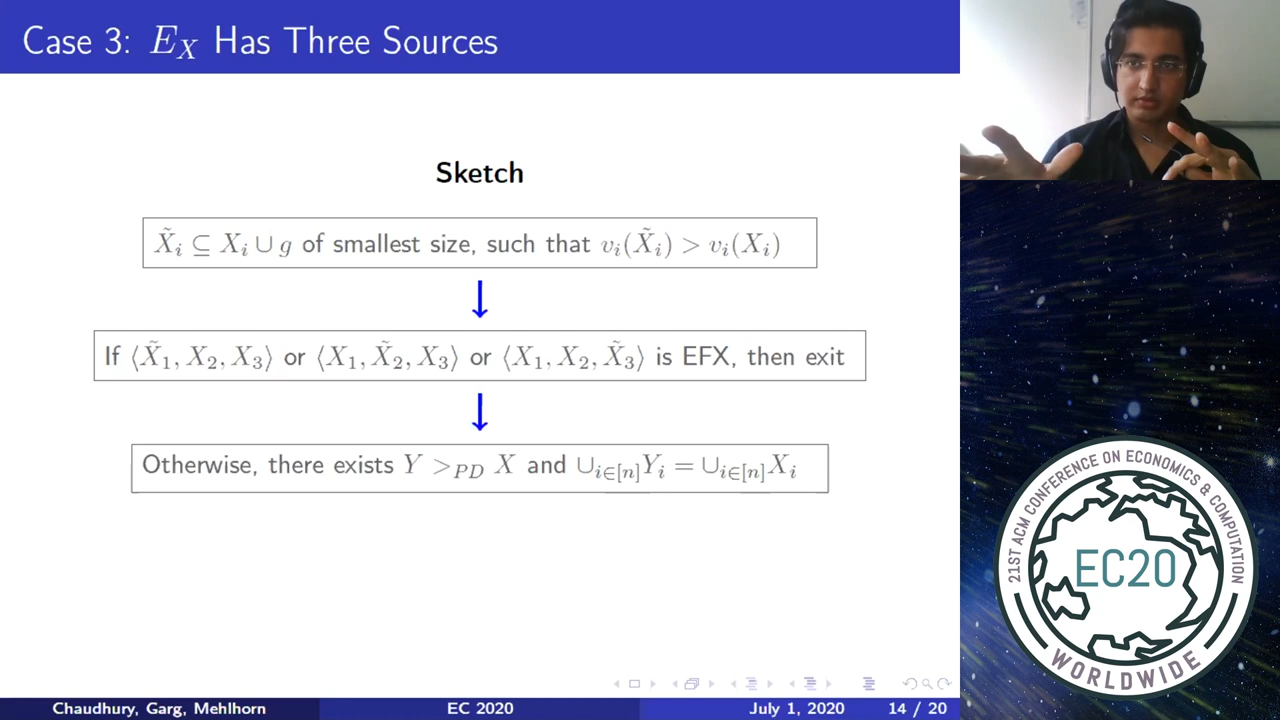 Case 3: E_X Has Three Sources
Sketch
X̃_i ⊆ X_i ∪ g of smallest size, such that v_i(X̃_i) > v_i(X_i)
If ⟨X̃_1, X_2, X_3⟩ or ⟨X_1, X̃_2, X_3⟩ or ⟨X_1, X_2, X̃_3⟩ is EFX, then exit
Otherwise, there exists Y >_PD X and ∪_{i∈[n]}Y_i = ∪_{i∈[n]}X_i
Chaudhury, Garg, Mehlhorn
EC 2020
July 1, 2020
14 / 20
21ST ACM CONFERENCE ON ECONOMICS & COMPUTATION
EC20
WORLDWIDE